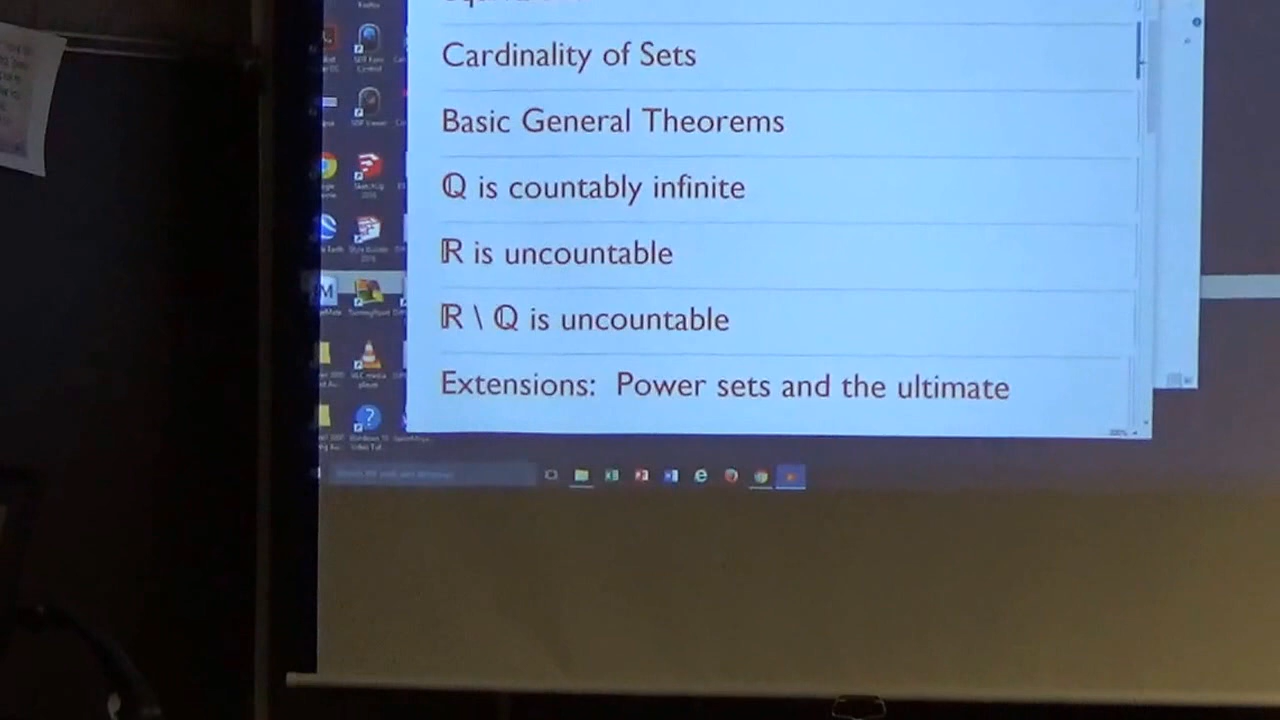 Cardinality of Sets
Basic General Theorems
ℚ is countably infinite
ℝ is uncountable
ℝ \ ℚ is uncountable
Extensions: Power sets and the ultimate